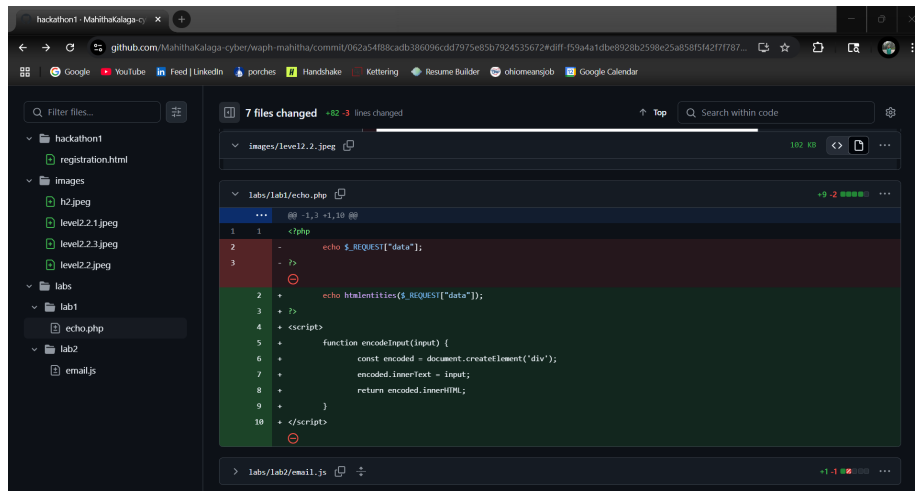 hackathon1 · MahithaKalaga-cy
github.com/MahithaKalaga-cyber/waph-mahitha/commit/062a54f88cadb386096cdd7975e85b7924535672#diff-f59a4a1dbe8928b2598e25a858f5f42f7f787...
Google YouTube Feed | LinkedIn porches Handshake Kettering Resume Builder ohiomeansjob Google Calendar
Filter files...
7 files changed +82 -3 lines changed
Top
Search within code
hackathon1
registration.html
images
h2.jpeg
level2.2.1jpeg
level2.2.3.jpeg
level2.2.jpeg
labs
lab1
echo.php
lab2
email.js
images/level2.2.jpeg
102 KB
labs/lab1/echo.php
+9 -2
@@ -1,3 +1,10 @@
1 1 <?php
2 - echo $_REQUEST["data"];
3 - ?>
2 + echo htmlentities($_REQUEST["data"]);
3 + ?>
4 + <script>
5 + function encodeInput(input) {
6 + const encoded = document.createElement('div');
7 + encoded.innerText = input;
8 + return encoded.innerHTML;
9 + }
10 + </script>
labs/lab2/email.js
+1 -1